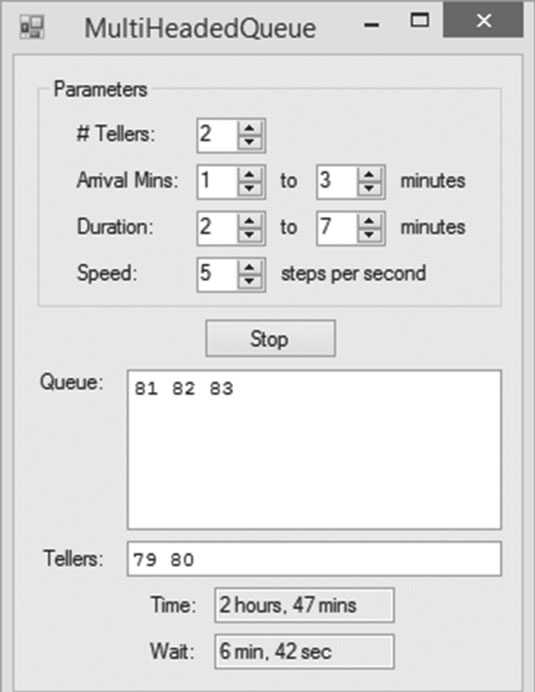 MultiHeadedQueue
Parameters
# Tellers: 2
Arrival Mins: 1 to 3 minutes
Duration: 2 to 7 minutes
Speed: 5 steps per second
Stop
Queue: 81 82 83
Tellers: 79 80
Time: 2 hours, 47 mins
Wait: 6 min, 42 sec